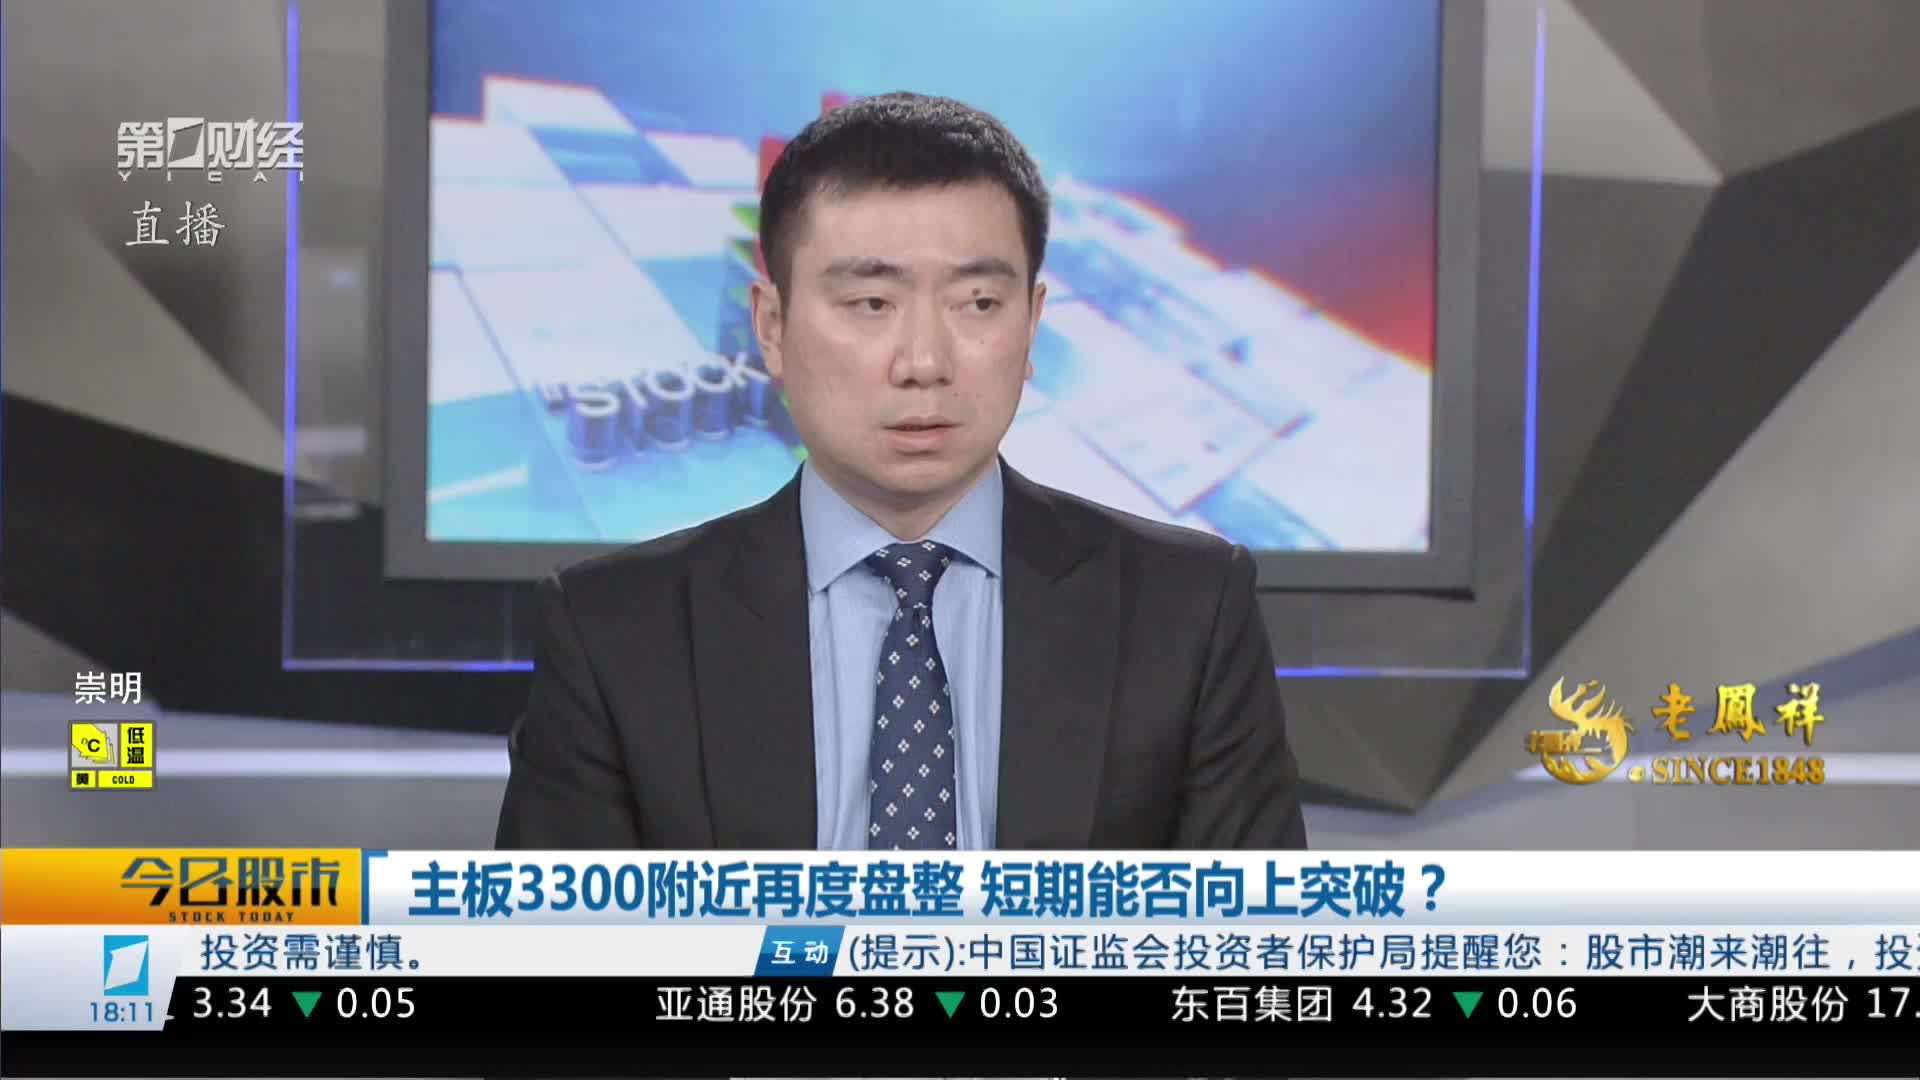 第1财经
YICAI
直播
"STOCK
崇明
℃
低温
黄
COLD
老鳳祥
SINCE1848
今日股市
STOCK TODAY
主板3300附近再度盘整 短期能否向上突破？
投资需谨慎。
互动
(提示):中国证监会投资者保护局提醒您：股市潮来潮往，投
18:11
3.34 ▼ 0.05
亚通股份 6.38 ▼ 0.03
东百集团 4.32 ▼ 0.06
大商股份 17.